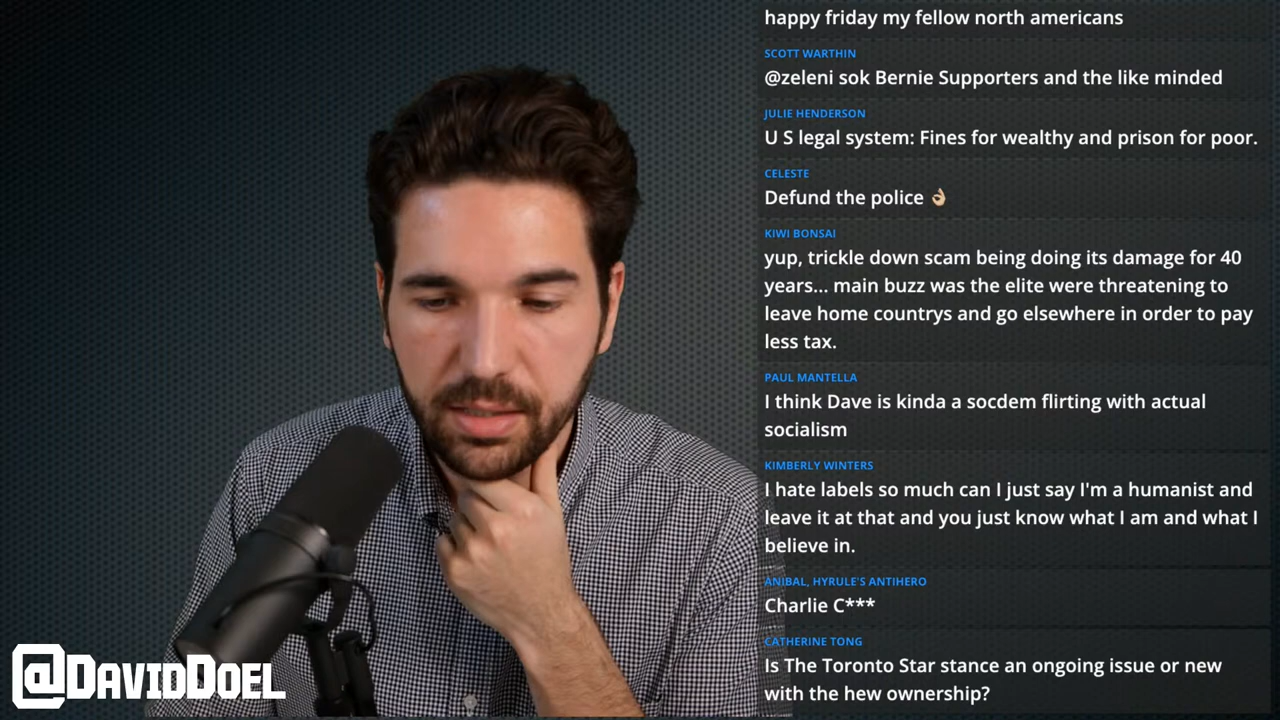 happy friday my fellow north americans
SCOTT WARTHIN
@zeleni sok Bernie Supporters and the like minded
JULIE HENDERSON
U S legal system: Fines for wealthy and prison for poor.
CELESTE
Defund the police 👌🏼
KIWI BONSAI
yup, trickle down scam being doing its damage for 40
years... main buzz was the elite were threatening to
leave home countrys and go elsewhere in order to pay
less tax.
PAUL MANTELLA
I think Dave is kinda a socdem flirting with actual
socialism
KIMBERLY WINTERS
I hate labels so much can I just say I'm a humanist and
leave it at that and you just know what I am and what I
believe in.
ANIBAL, HYRULE'S ANTIHERO
Charlie C***
CATHERINE TONG
Is The Toronto Star stance an ongoing issue or new
with the hew ownership?
@DAVIDDOEL